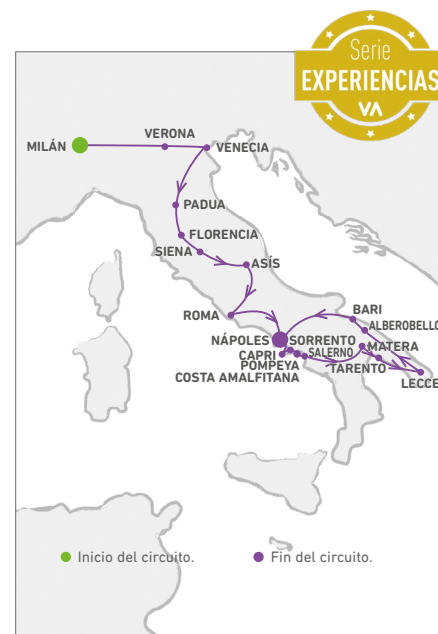 Serie
EXPERIENCIAS
VA
VERONA
MILÁN
VENECIA
PADUA
FLORENCIA
SIENA
ASÍS
ROMA
BARI
ALBEROBELLO
NÁPOLES
SORRENTO
MATERA
CAPRI
SALERNO
POMPEYA
TARENTO
COSTA AMALFITANA
LECCE
Inicio del circuito.
Fin del circuito.